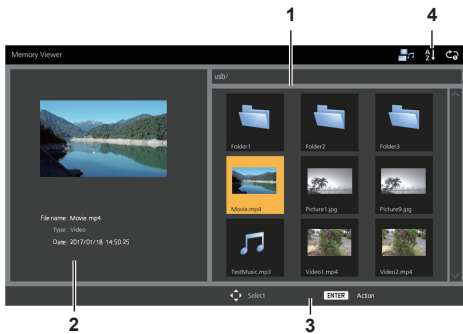 1
4
Memory Viewer
usb/
Folder1
Folder2
Folder3
Movie.mp4
Picture1.jpg
Picture9.jpg
TestMusic.mp3
Video1.mp4
Video2.mp4
File name : Movie.mp4
Type : Video
Date : 2017/01/18 14:50:25
Select
ENTER Action
2
3